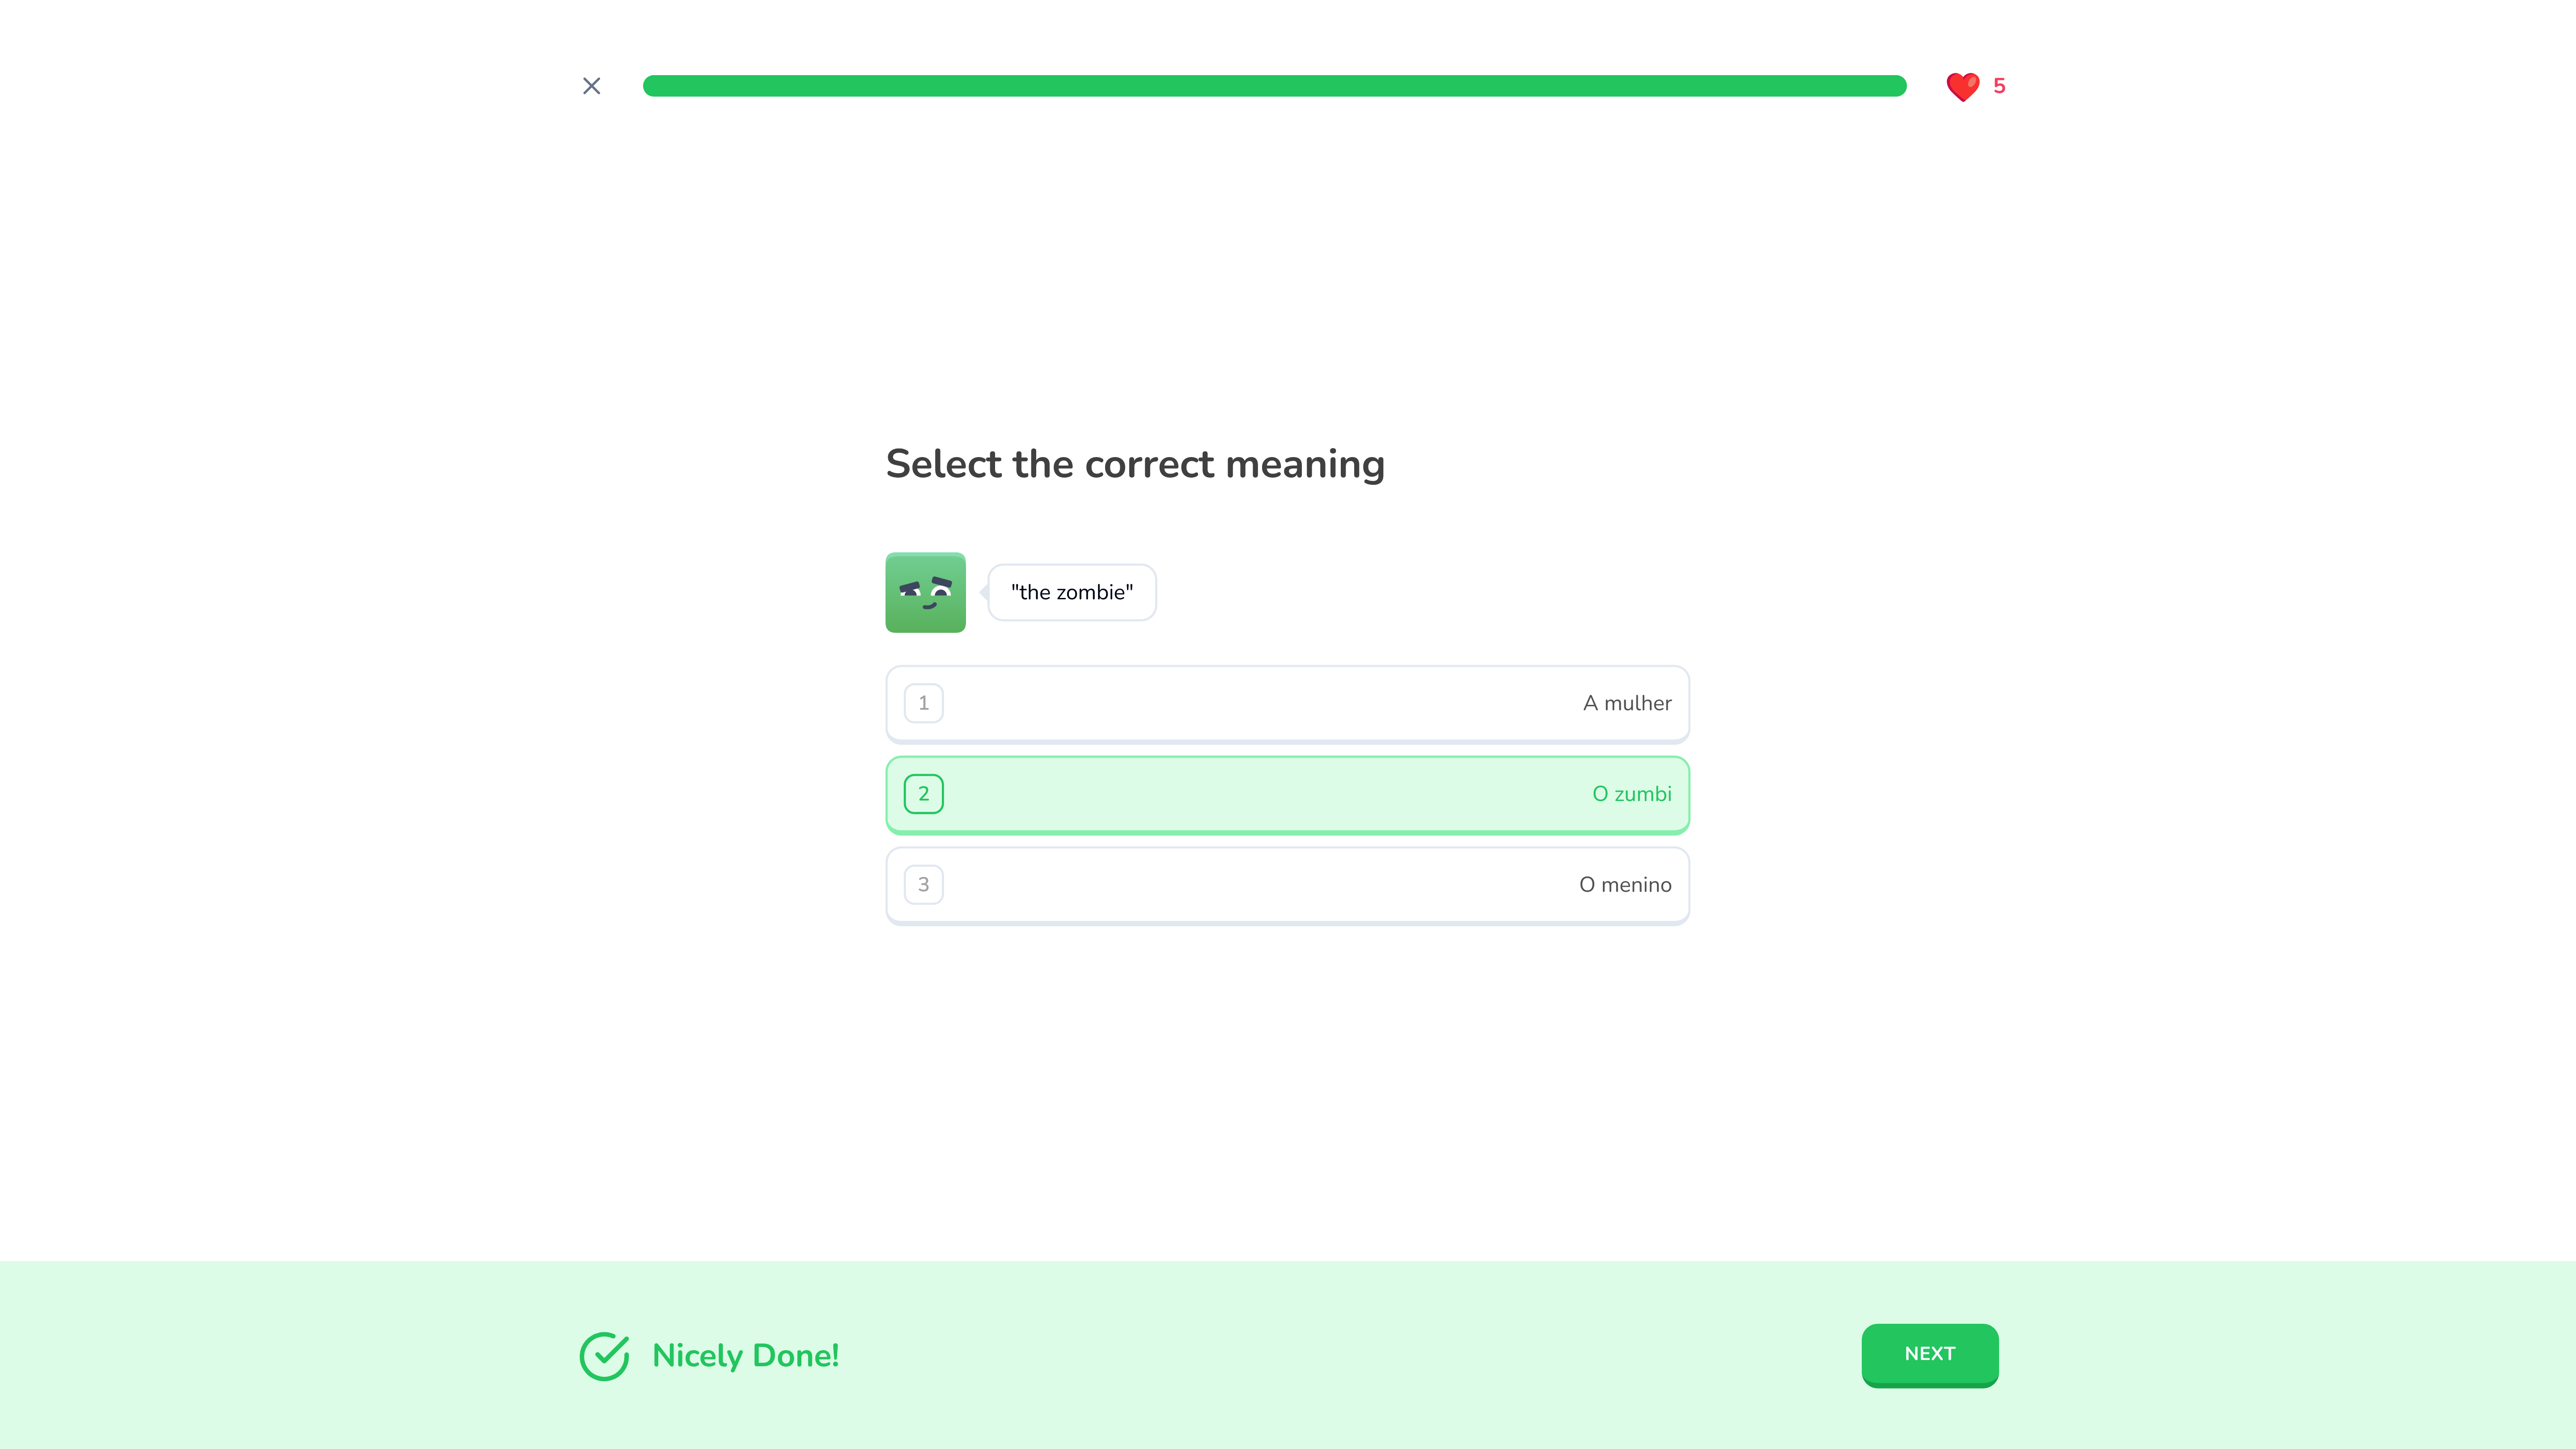 5
Select the correct meaning
"the zombie"
1 A mulher
2 O zumbi
3 O menino
Nicely Done!
NEXT